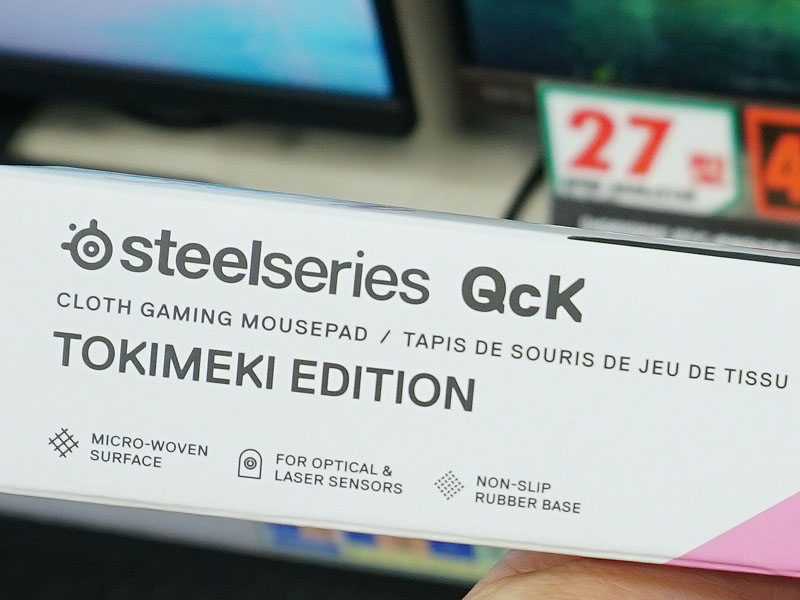 27
4
steelseries QcK
CLOTH GAMING MOUSEPAD / TAPIS DE SOURIS DE JEU DE TISSU
TOKIMEKI EDITION
MICRO-WOVEN
SURFACE
FOR OPTICAL &
LASER SENSORS
NON-SLIP
RUBBER BASE